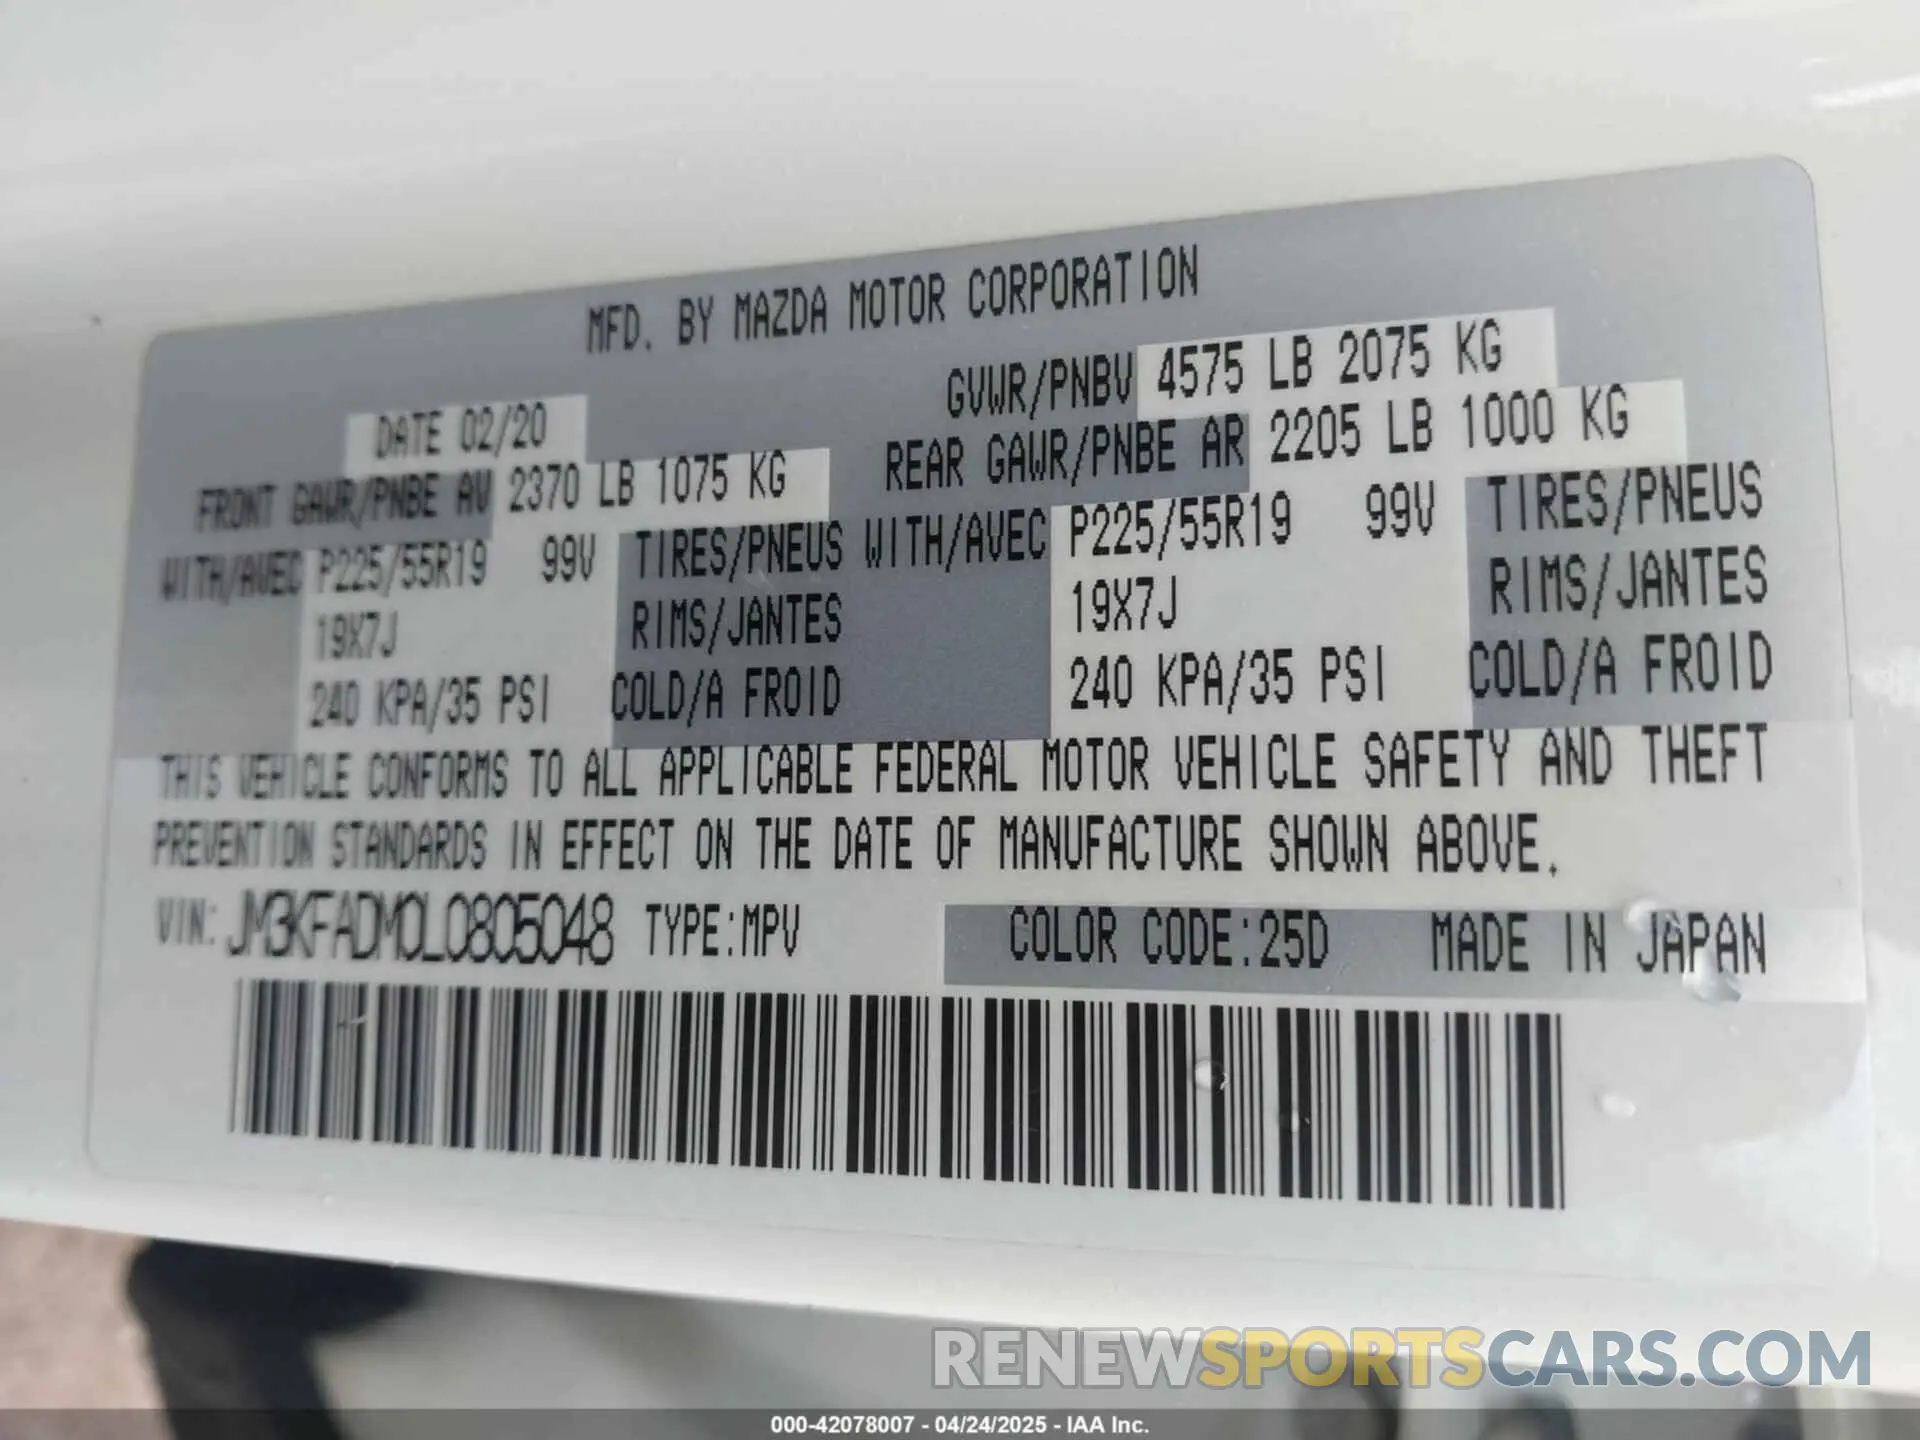 MFD. BY MAZDA MOTOR CORPORATION
DATE 02/20 GVWR/PNBV 4575 LB 2075 KG
FRONT GAWR/PNBE AV 2370 LB 1075 KG REAR GAWR/PNBE AR 2205 LB 1000 KG
WITH/AVEC P225/55R19 99V TIRES/PNEUS WITH/AVEC P225/55R19 99V TIRES/PNEUS
19X7J RIMS/JANTES 19X7J RIMS/JANTES
240 KPA/35 PSI COLD/A FROID 240 KPA/35 PSI COLD/A FROID
THIS VEHICLE CONFORMS TO ALL APPLICABLE FEDERAL MOTOR VEHICLE SAFETY AND THEFT
PREVENTION STANDARDS IN EFFECT ON THE DATE OF MANUFACTURE SHOWN ABOVE.
VIN: JM3KFADM0L0805048 TYPE:MPV COLOR CODE:25D MADE IN JAPAN
RENEWSPORTSCARS.COM
000-42078007 - 04/24/2025 - IAA Inc.